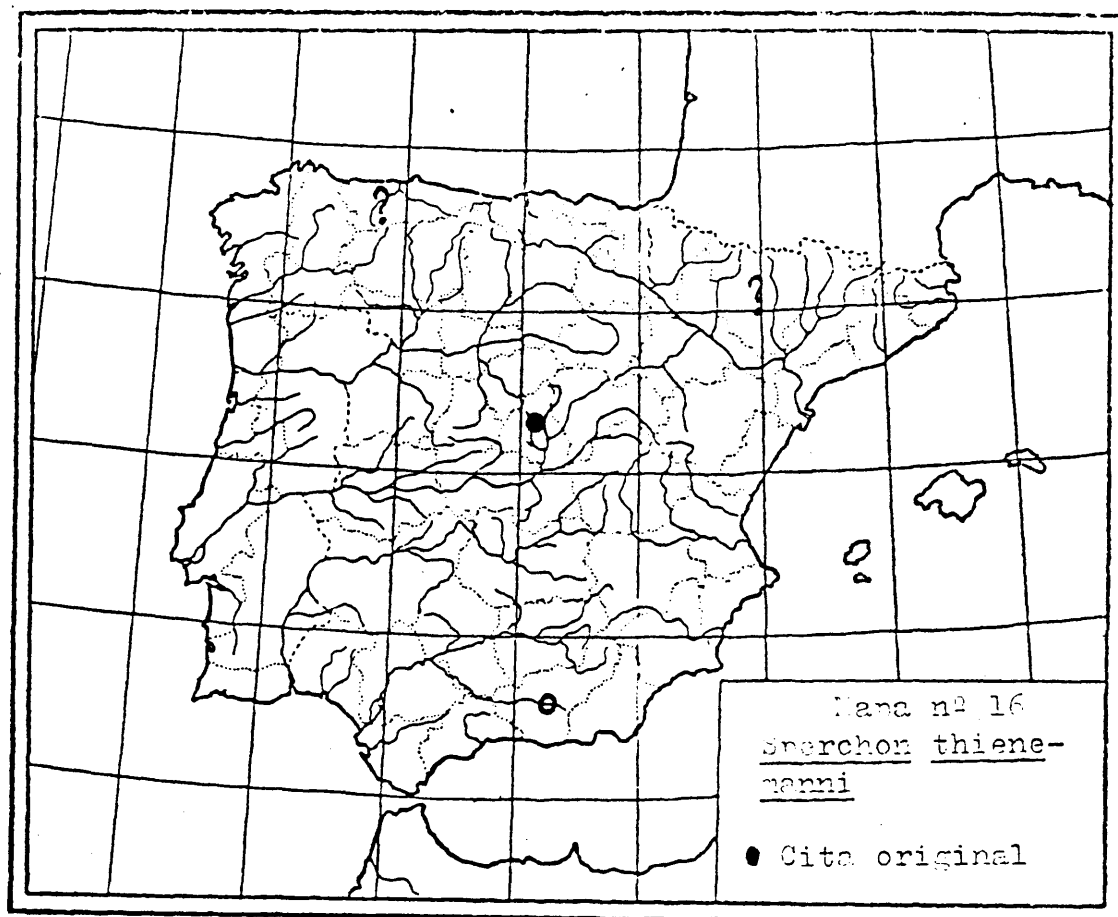 ?
?
Mapa nº 16
Sperchon thiene-
manni
Cita original